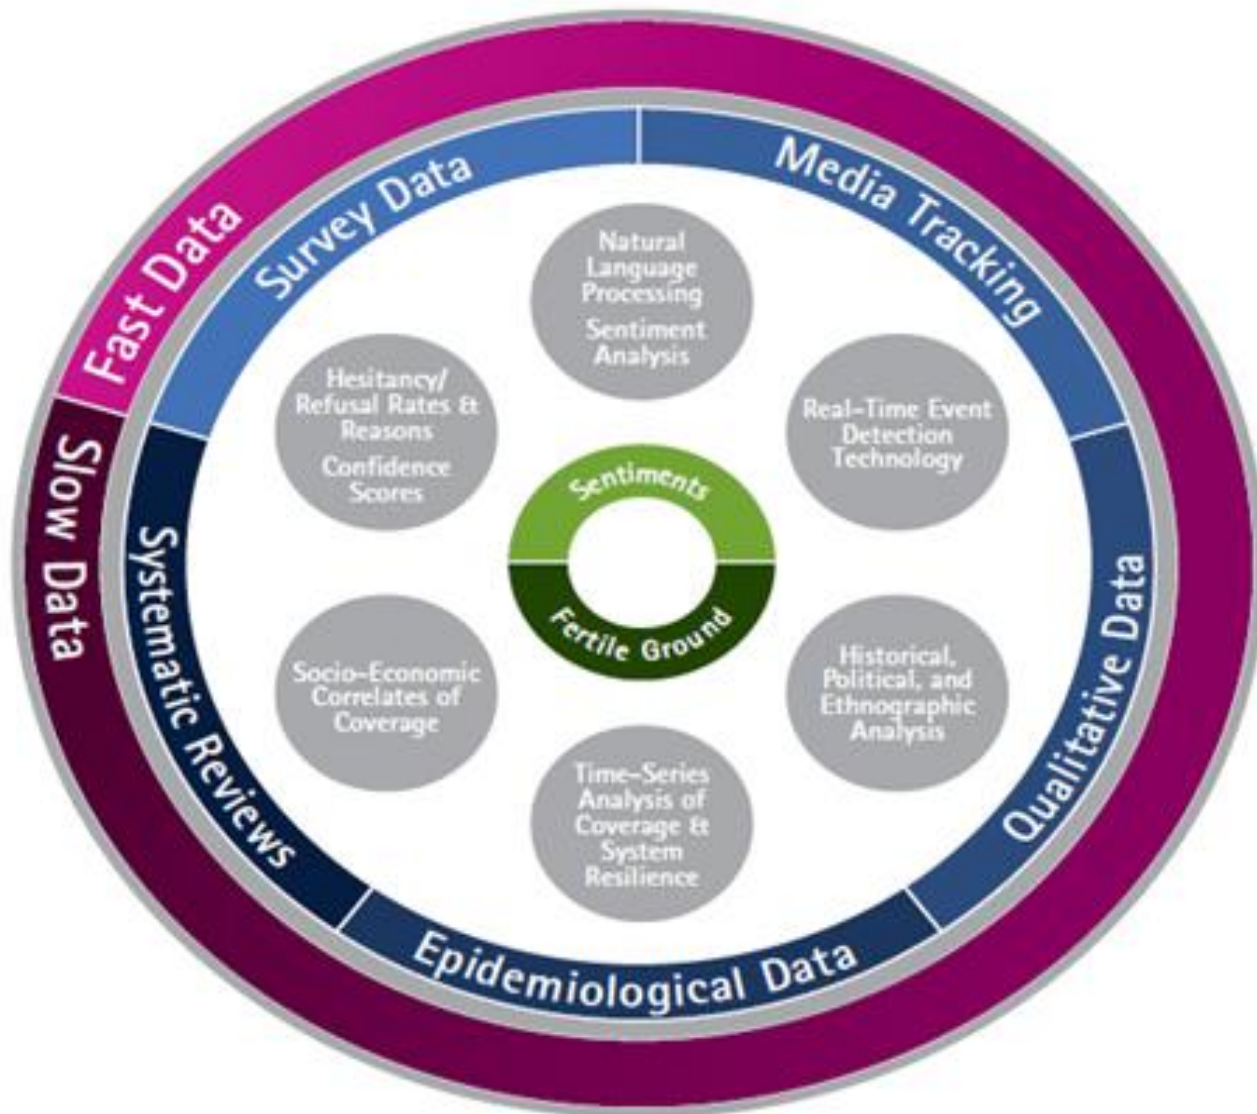 Fast Data
Slow Data
Survey Data
Media Tracking
Qualitative Data
Epidemiological Data
Systematic Reviews
Natural
Language
Processing
Sentiment
Analysis
Real-Time Event
Detection
Technology
Historical,
Political, and
Ethnographic
Analysis
Time-Series
Analysis of
Coverage &
System
Resilience
Socio-Economic
Correlates of
Coverage
Hesitancy/
Refusal Rates &
Reasons
Confidence
Scores
Sentiments
Fertile Ground